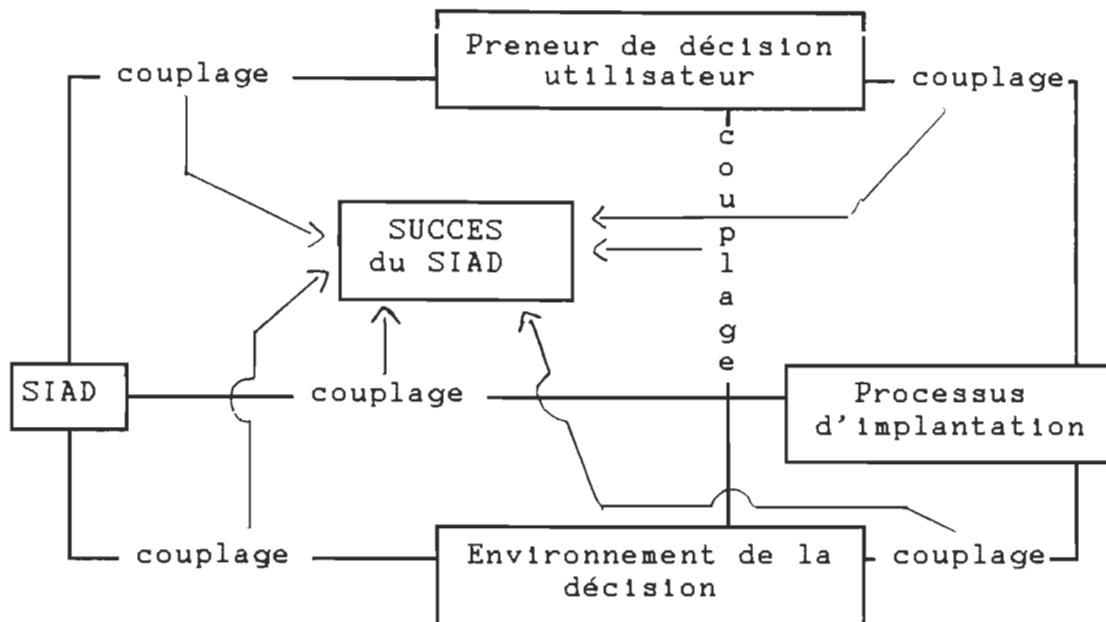 Preneur de décision
utilisateur
couplage
couplage
couplage
SUCCES
du SIAD
SIAD
couplage
Processus
d'implantation
couplage
Environnement de la
décision
couplage